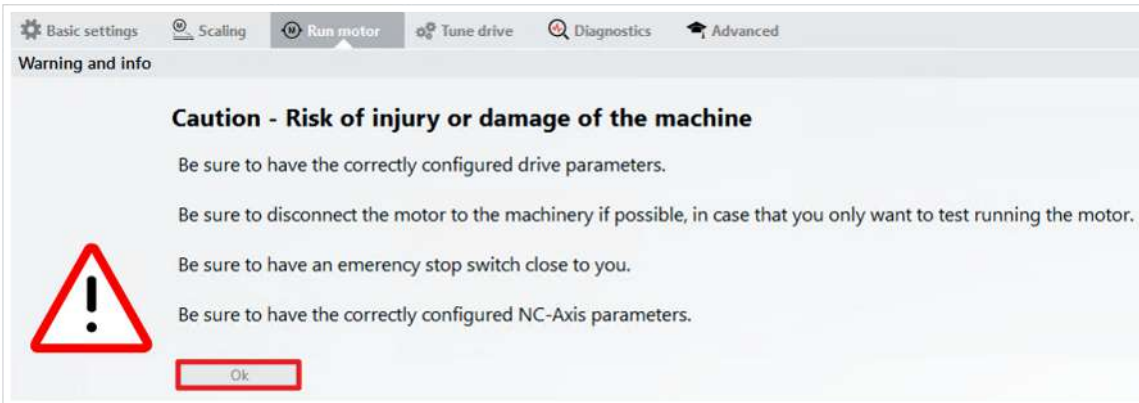 Basic settings Scaling Run motor Tune drive Diagnostics Advanced
Warning and info
Caution - Risk of injury or damage of the machine
Be sure to have the correctly configured drive parameters.
Be sure to disconnect the motor to the machinery if possible, in case that you only want to test running the motor.
Be sure to have an emerency stop switch close to you.
Be sure to have the correctly configured NC-Axis parameters.
Ok